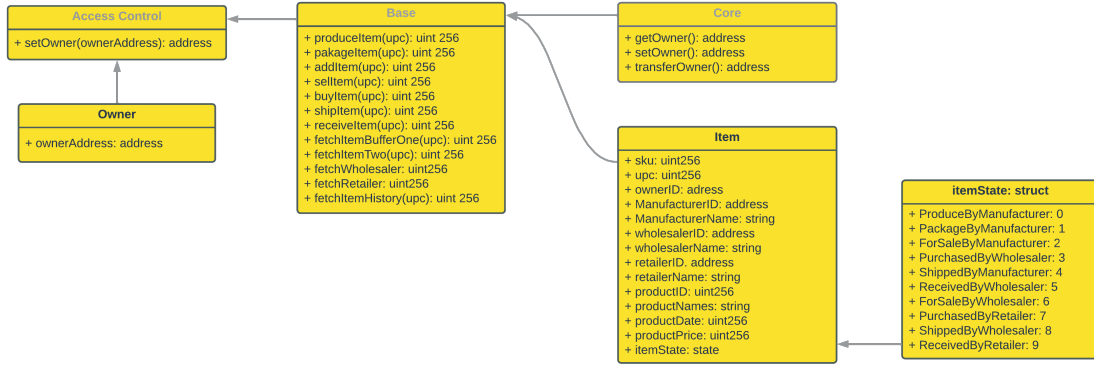 Access Control
+ setOwner(ownerAddress): address
Owner
+ ownerAddress: address
Base
+ produceItem(upc): uint 256
+ pakageItem(upc): uint 256
+ addItem(upc): uint 256
+ selItem(upc): uint 256
+ buyItem(upc): uint 256
+ shipItem(upc): uint 256
+ receiveItem(upc): uint 256
+ fetchItemBufferOne(upc): uint 256
+ fetchItemTwo(upc): uint 256
+ fetchWholesaler: uint256
+ fetchRetailer: uint256
+ fetchItemHistory(upc): uint 256
Core
+ getOwner(): address
+ setOwner(): address
+ transferOwner(): address
Item
+ sku: uint256
+ upc: uint256
+ ownerID: adress
+ ManufacturerID: address
+ ManufacturerName: string
+ wholesalerID: address
+ wholesalerName: string
+ retailerID. address
+ retailerName: string
+ productID: uint256
+ productNames: string
+ productDate: uint256
+ productPrice: uint256
+ itemState: state
itemState: struct
+ ProduceByManufacturer: 0
+ PackageByManufacturer: 1
+ ForSaleByManufacturer: 2
+ PurchasedByWholesaler: 3
+ ShippedByManufacturer: 4
+ ReceivedByWholesaler: 5
+ ForSaleByWholesaler: 6
+ PurchasedByRetailer: 7
+ ShippedByWholesaler: 8
+ ReceivedByRetailer: 9